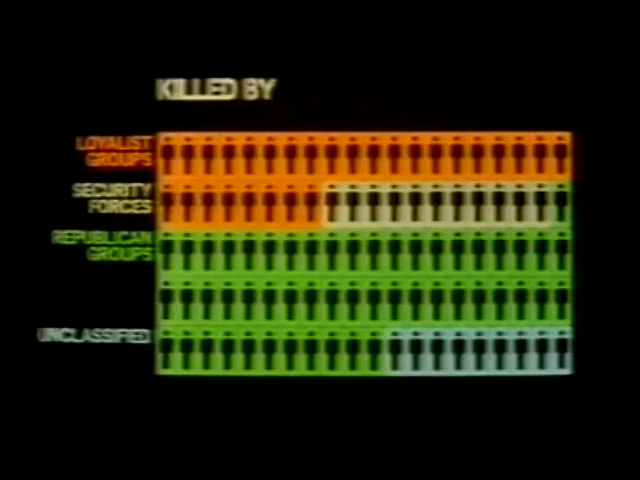 KILLED BY
LOYALIST
GROUPS
SECURITY
FORCES
REPUBLICAN
GROUPS
UNCLASSIFIED